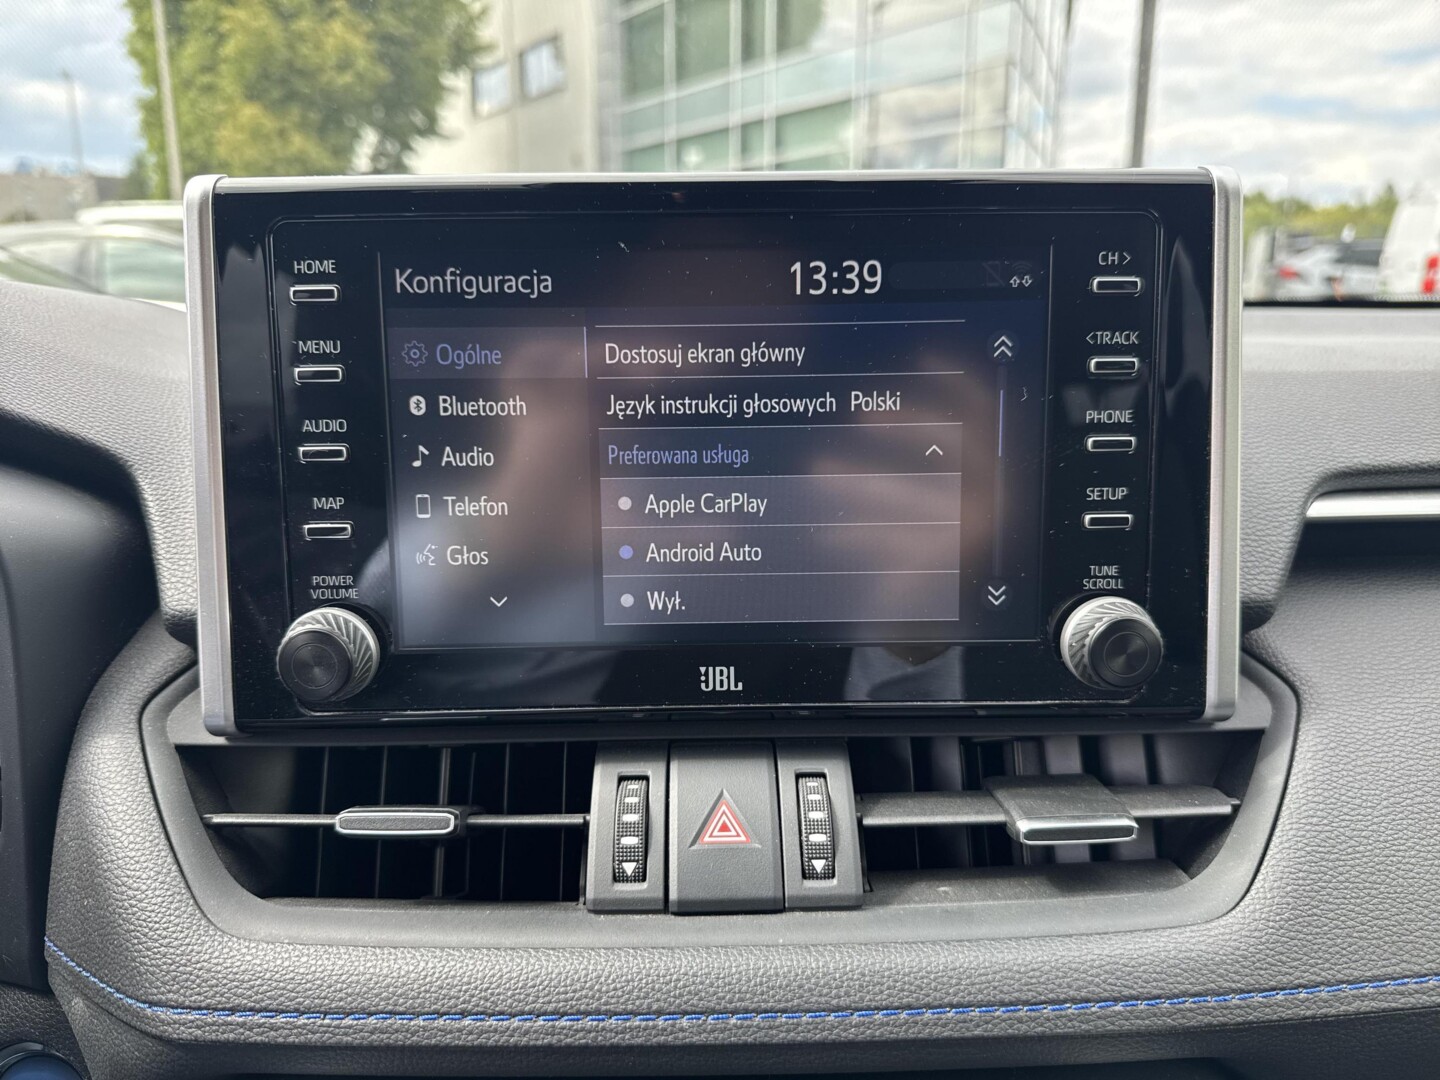 HOME
MENU
AUDIO
MAP
POWER
VOLUME
Konfiguracja
13:39
Ogólne
Bluetooth
Audio
Telefon
Głos
Dostosuj ekran główny
Język instrukcji głosowych Polski
Preferowana usługa
Apple CarPlay
Android Auto
Wył.
CH >
< TRACK
PHONE
SETUP
TUNE
SCROLL
JBL